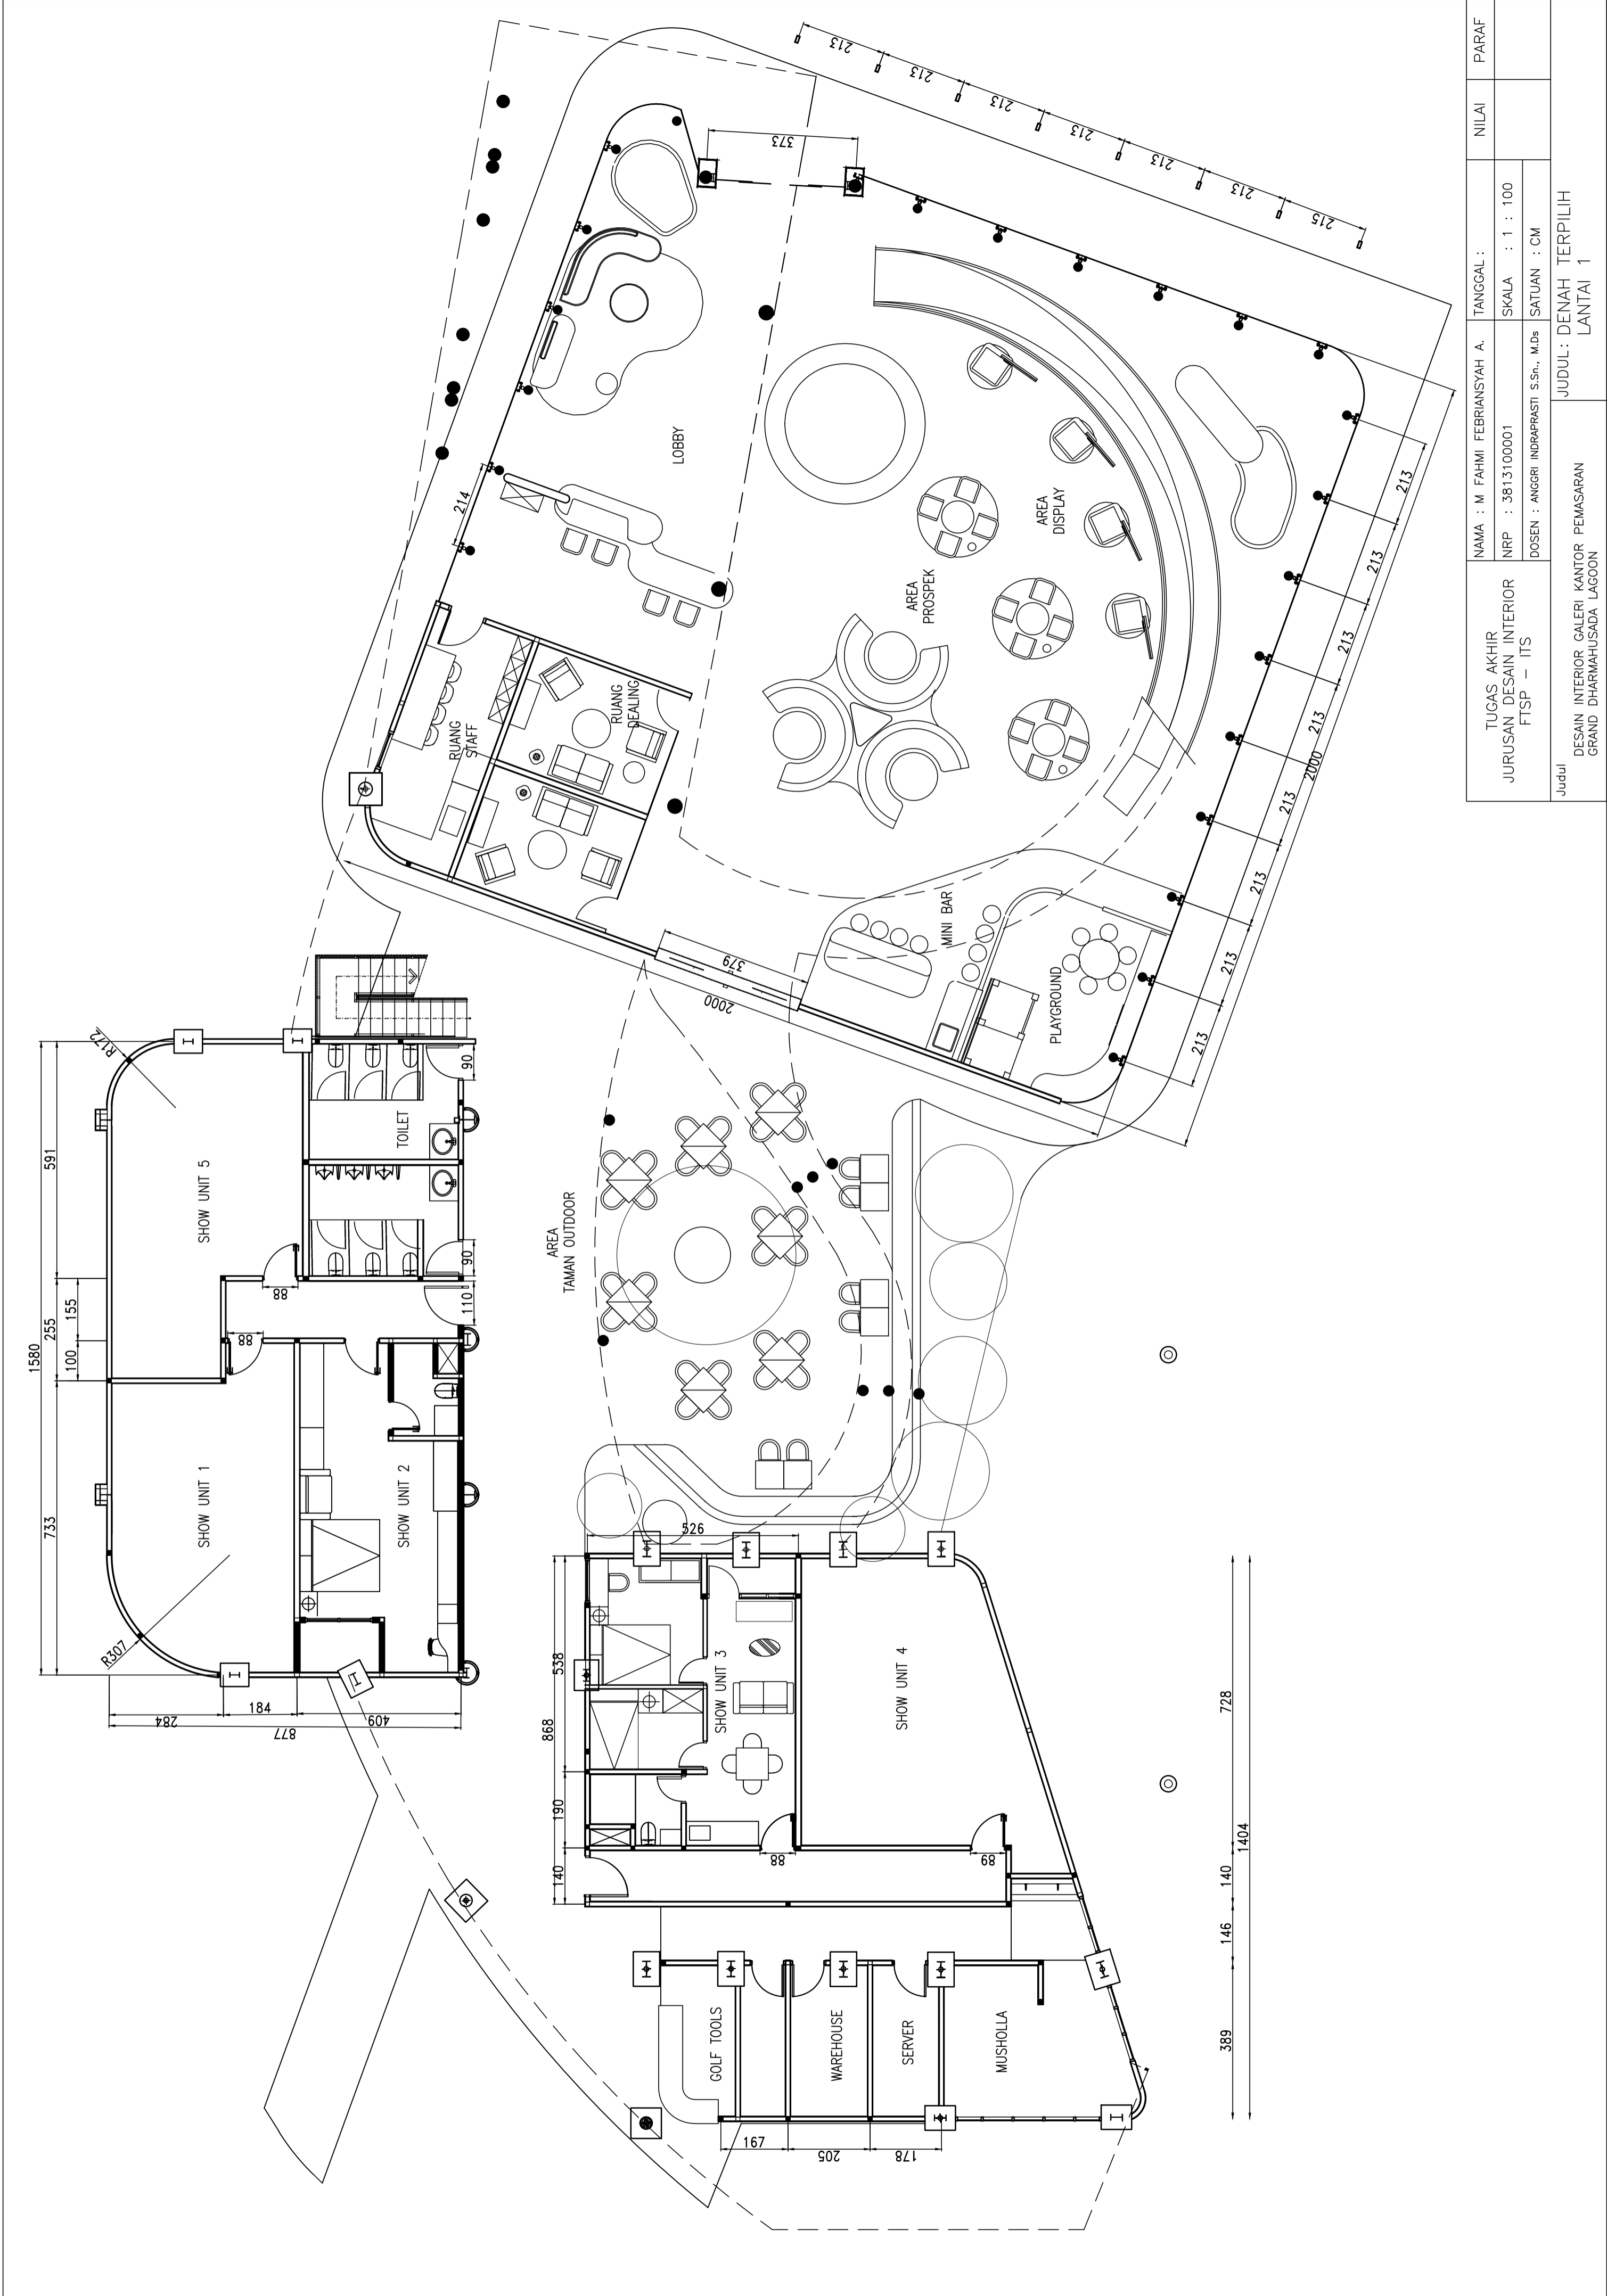 213
213
213
213
213
213
215
373
LOBBY
214
AREA
DISPLAY
AREA
PROSPEK
RUANG
DEALING
RUANG
STAFF
MINI BAR
PLAYGROUND
379
2000
213
213
213
213
213
213
213
213
213
2000
1580
591
255
733
155
100
R172
R307
SHOW UNIT 5
TOILET
90
90
110
88
88
SHOW UNIT 1
SHOW UNIT 2
284
184
409
877
AREA
TAMAN OUTDOOR
526
868
538
190
140
SHOW UNIT 3
SHOW UNIT 4
88
89
728
140
146
389
1404
GOLF TOOLS
WAREHOUSE
SERVER
MUSHOLLA
167
205
178
TUGAS AKHIR
JURUSAN DESAIN INTERIOR
FTSP – ITS
NAMA : M FAHMI FEBRIANSYAH A.
NRP : 3813100001
DOSEN : ANGGRI INDRAPRASTI S.Sn., M.Ds
TANGGAL :
SKALA : 1 : 100
SATUAN : CM
NILAI
PARAF
Judul
DESAIN INTERIOR GALERI KANTOR PEMASARAN
GRAND DHARMAHUSADA LAGOON
JUDUL: DENAH TERPILIH
LANTAI 1